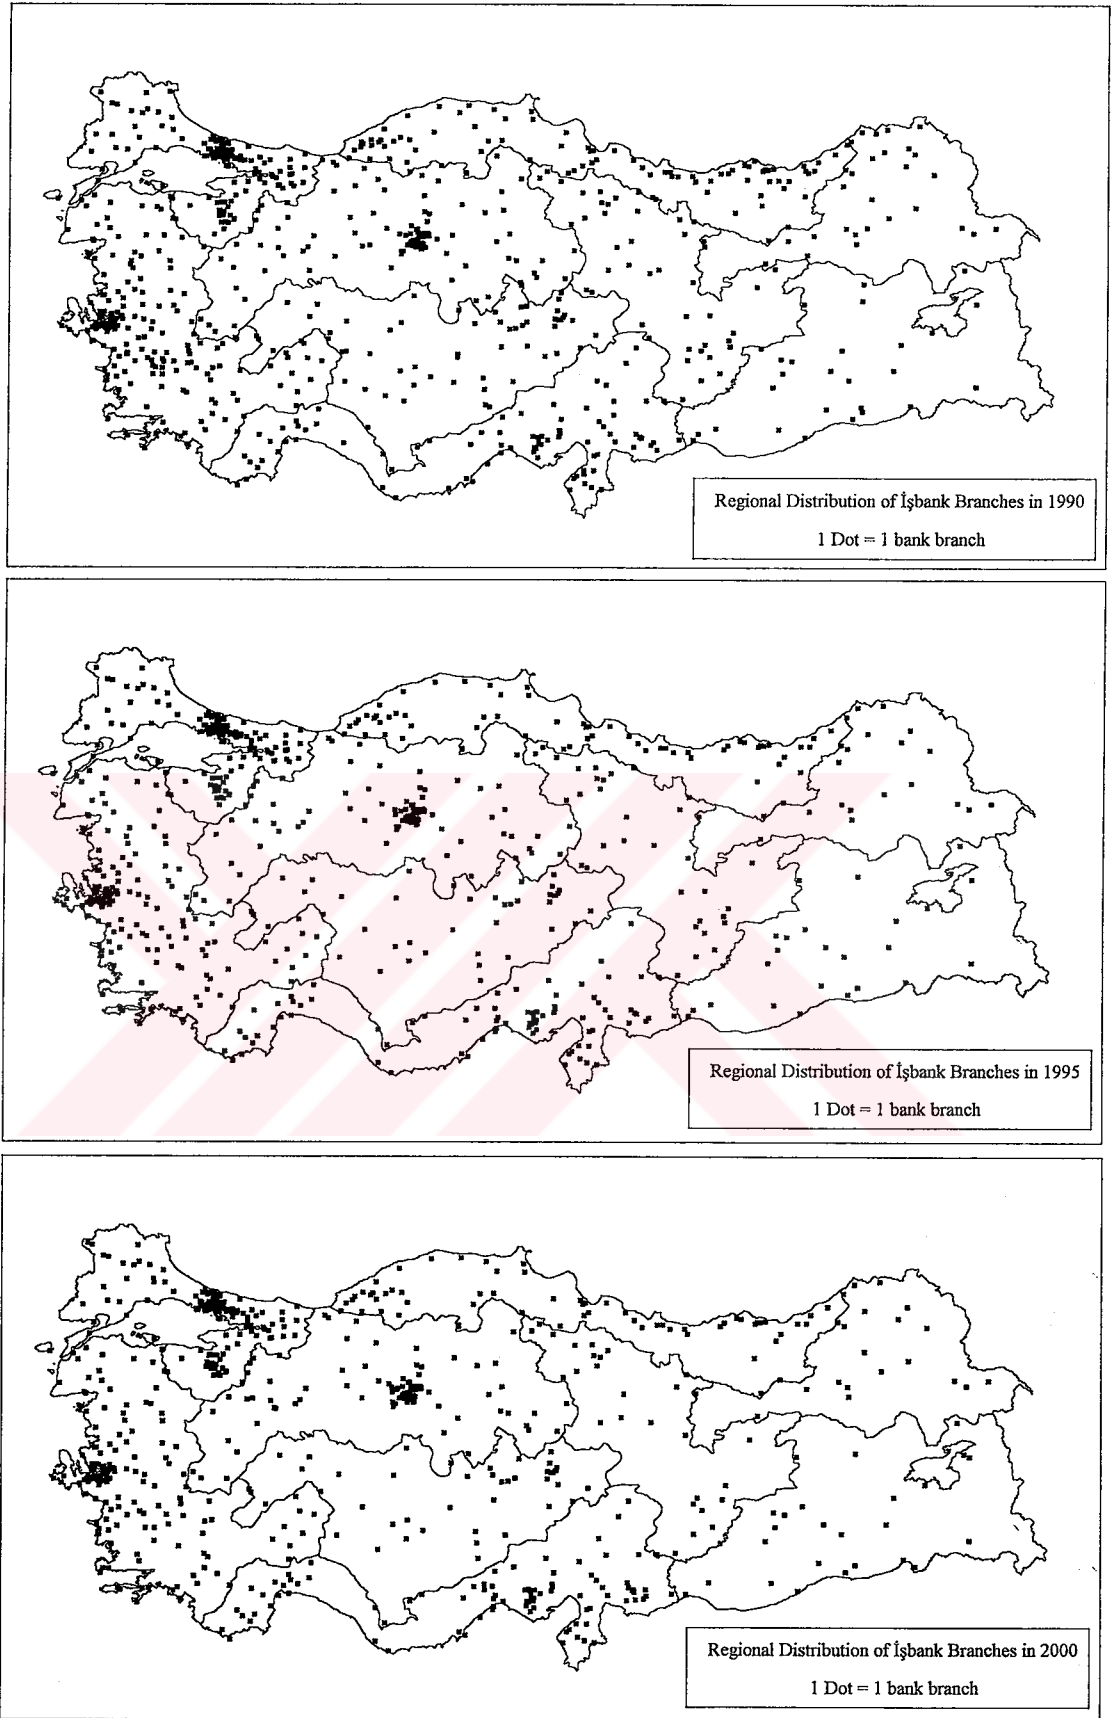 Regional Distribution of İşbank Branches in 1990
1 Dot = 1 bank branch
Regional Distribution of İşbank Branches in 1995
1 Dot = 1 bank branch
Regional Distribution of İşbank Branches in 2000
1 Dot = 1 bank branch